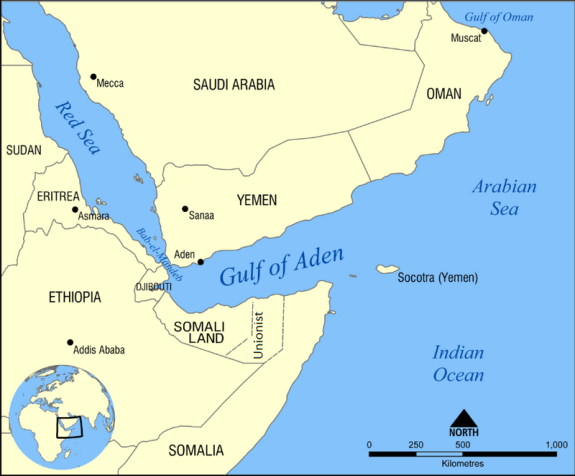 Gulf of Oman
Muscat
Mecca
SAUDI ARABIA
OMAN
Red Sea
SUDAN
Arabian
Sea
ERITREA
YEMEN
Asmara
Sanaa
Bab-el-Mandeb
Aden
Gulf of Aden
Socotra (Yemen)
DJIBOUTI
ETHIOPIA
SOMALI
LAND
Unionist
Addis Ababa
Indian
Ocean
NORTH
0 250 500 1,000
Kilometres
SOMALIA